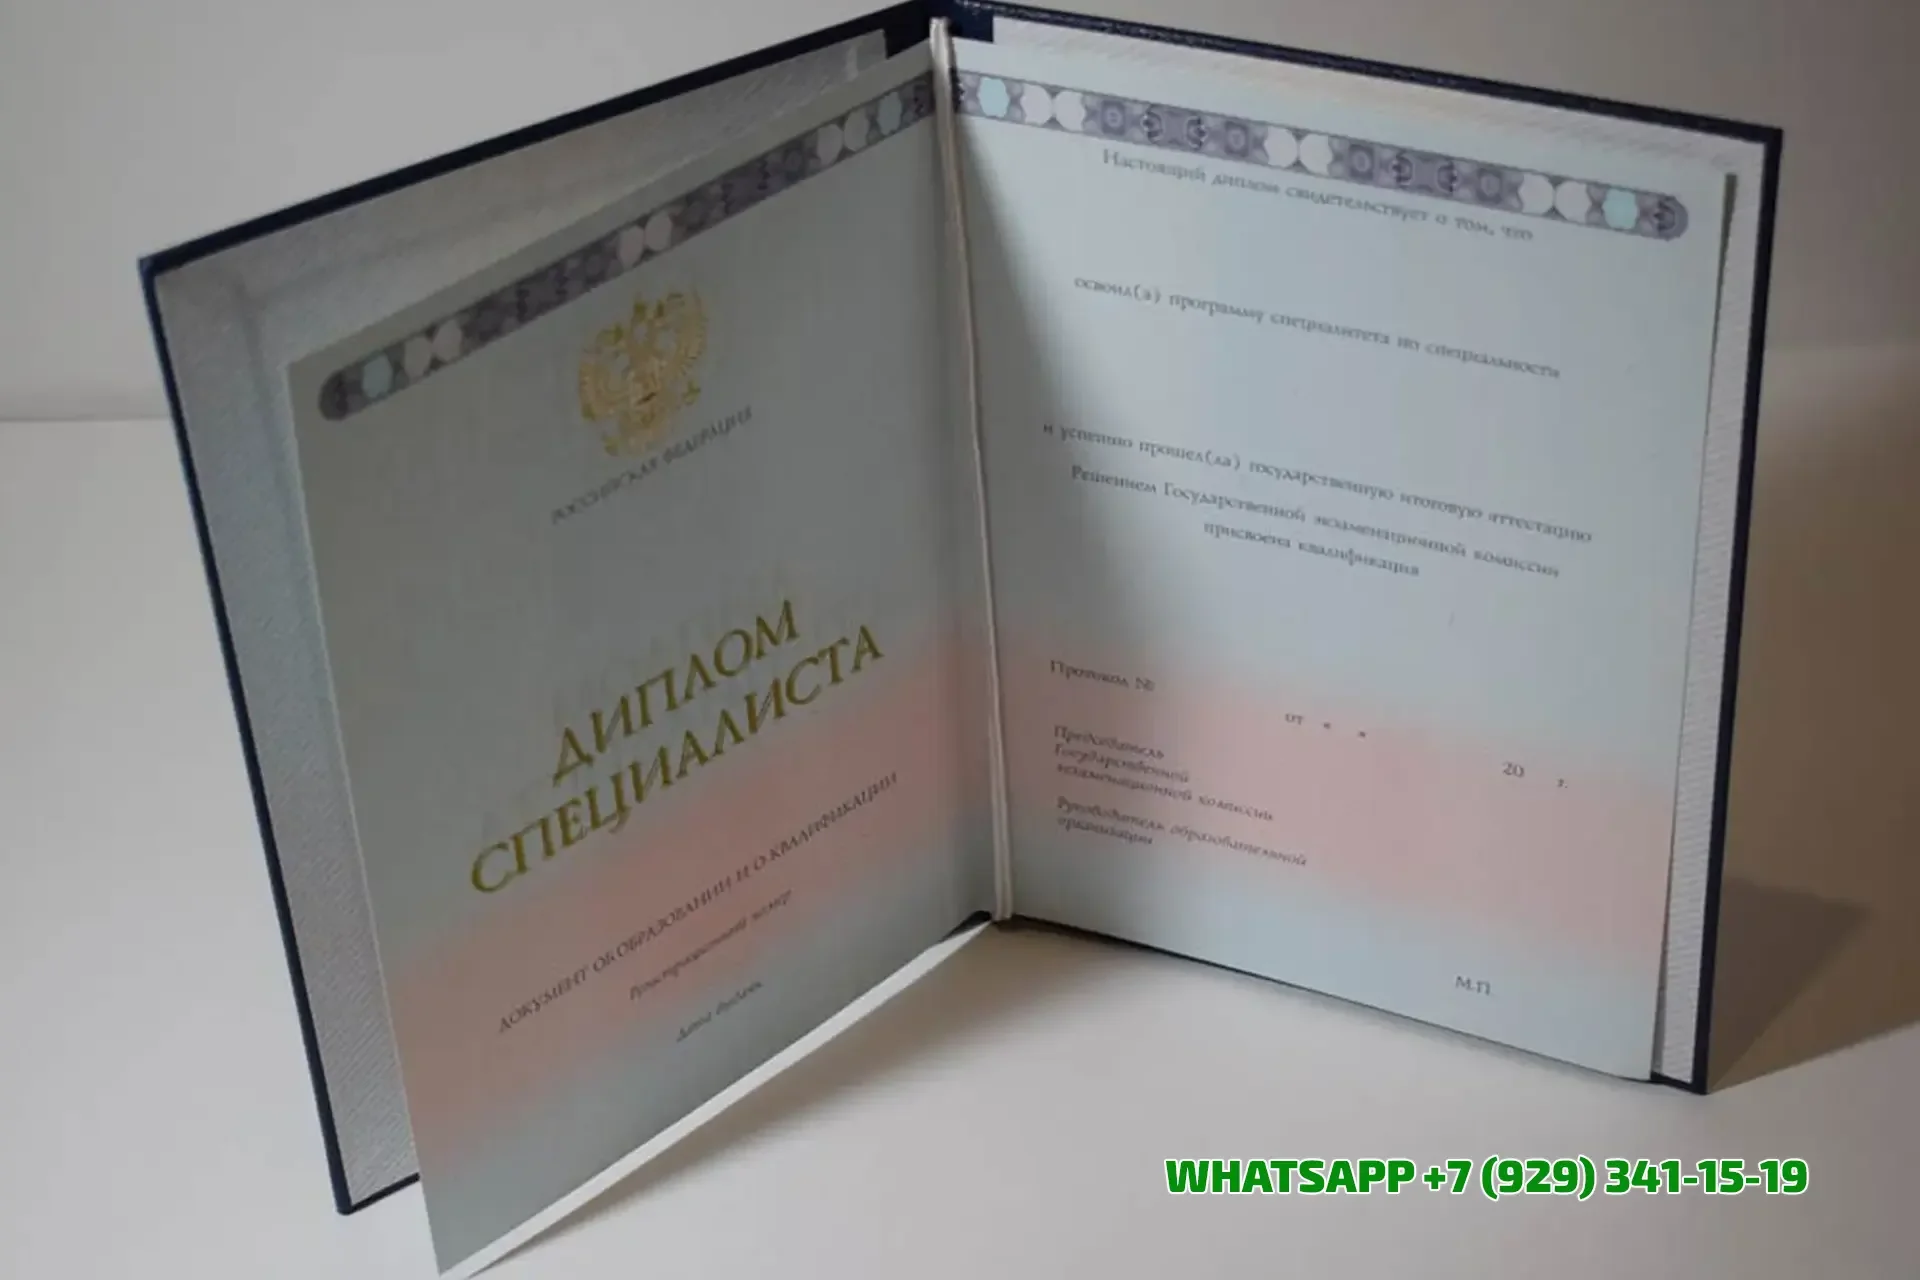 РОССИЙСКАЯ ФЕДЕРАЦИЯ
ДИПЛОМ
СПЕЦИАЛИСТА
ДОКУМЕНТ ОБ ОБРАЗОВАНИИ И О КВАЛИФИКАЦИИ
Регистрационный номер
Дата выдачи
Настоящий диплом свидетельствует о том, что
освоил(а) программу специалитета по специальности
и успешно прошел(ла) государственную итоговую аттестацию
Решением Государственной экзаменационной комиссии
присвоена квалификация
Протокол №
от « » 20 г.
Председатель
Государственной
экзаменационной комиссии
Руководитель образовательной
организации
М.П.
WHATSAPP +7 (929) 341-15-19